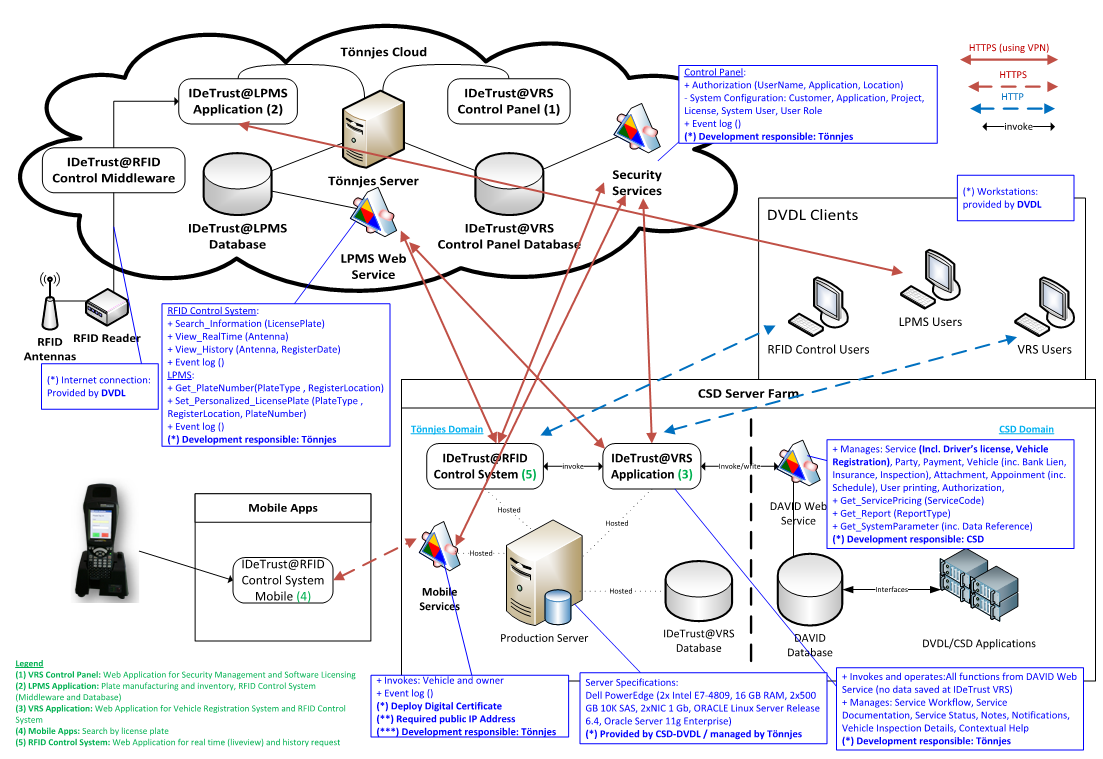 Tönnjes Cloud
HTTPS (using VPN)
HTTPS
HTTP
invoke
IDeTrust@LPMS
Application (2)
IDeTrust@VRS
Control Panel (1)
Control Panel:
+ Authorization (UserName, Application, Location)
- System Configuration: Customer, Application, Project,
License, System User, User Role
+ Event log ()
(*) Development responsible: Tönnjes
IDeTrust@RFID
Control Middleware
Tönnjes Server
Security
Services
(*) Workstations:
provided by DVDL
DVDL Clients
IDeTrust@LPMS
Database
IDeTrust@VRS
Control Panel Database
LPMS Web
Service
RFID
Antennas
RFID Reader
LPMS Users
RFID Control Users
VRS Users
(*) Internet connection:
Provided by DVDL
RFID Control System:
+ Search_Information (LicensePlate)
+ View_RealTime (Antenna)
+ View_History (Antenna, RegisterDate)
+ Event log ()
LPMS:
+ Get_PlateNumber(PlateType , RegisterLocation)
+ Set_Personalized_LicensePlate (PlateType ,
RegisterLocation, PlateNumber)
+ Event log ()
(*) Development responsible: Tönnjes
CSD Server Farm
Tönnjes Domain
CSD Domain
IDeTrust@RFID
Control System (5)
invoke
IDeTrust@VRS
Application (3)
Invoke/write
DAVID Web
Service
+ Manages: Service (Incl. Driver's license, Vehicle
Registration), Party, Payment, Vehicle (inc. Bank Lien,
Insurance, Inspection), Attachment, Appoinment (inc.
Schedule), User printing, Authorization,
+ Get_ServicePricing (ServiceCode)
+ Get_Report (ReportType)
+ Get_SystemParameter (inc. Data Reference)
(*) Development responsible: CSD
Mobile Apps
IDeTrust@RFID
Control System
Mobile (4)
Hosted
Hosted
Hosted
Mobile
Services
Production Server
IDeTrust@VRS
Database
DAVID
Database
Interfaces
DVDL/CSD Applications
Legend
(1) VRS Control Panel: Web Application for Security Management and Software Licensing
(2) LPMS Application: Plate manufacturing and inventory, RFID Control System
(Middleware and Database)
(3) VRS Application: Web Application for Vehicle Registration System and RFID Control
System
(4) Mobile Apps: Search by license plate
(5) RFID Control System: Web Application for real time (liveview) and history request
+ Invokes: Vehicle and owner
+ Event log ()
(*) Deploy Digital Certificate
(**) Required public IP Address
(***) Development responsible: Tönnjes
Server Specifications:
Dell PowerEdge (2x Intel E7-4809, 16 GB RAM, 2x500
GB 10K SAS, 2xNIC 1 Gb, ORACLE Linux Server Release
6.4, Oracle Server 11g Enterprise)
(*) Provided by CSD-DVDL / managed by Tönnjes
+ Invokes and operates:All functions from DAVID Web
Service (no data saved at IDeTrust VRS)
+ Manages: Service Workflow, Service
Documentation, Service Status, Notes, Notifications,
Vehicle Inspection Details, Contextual Help
(*) Development responsible: Tönnjes